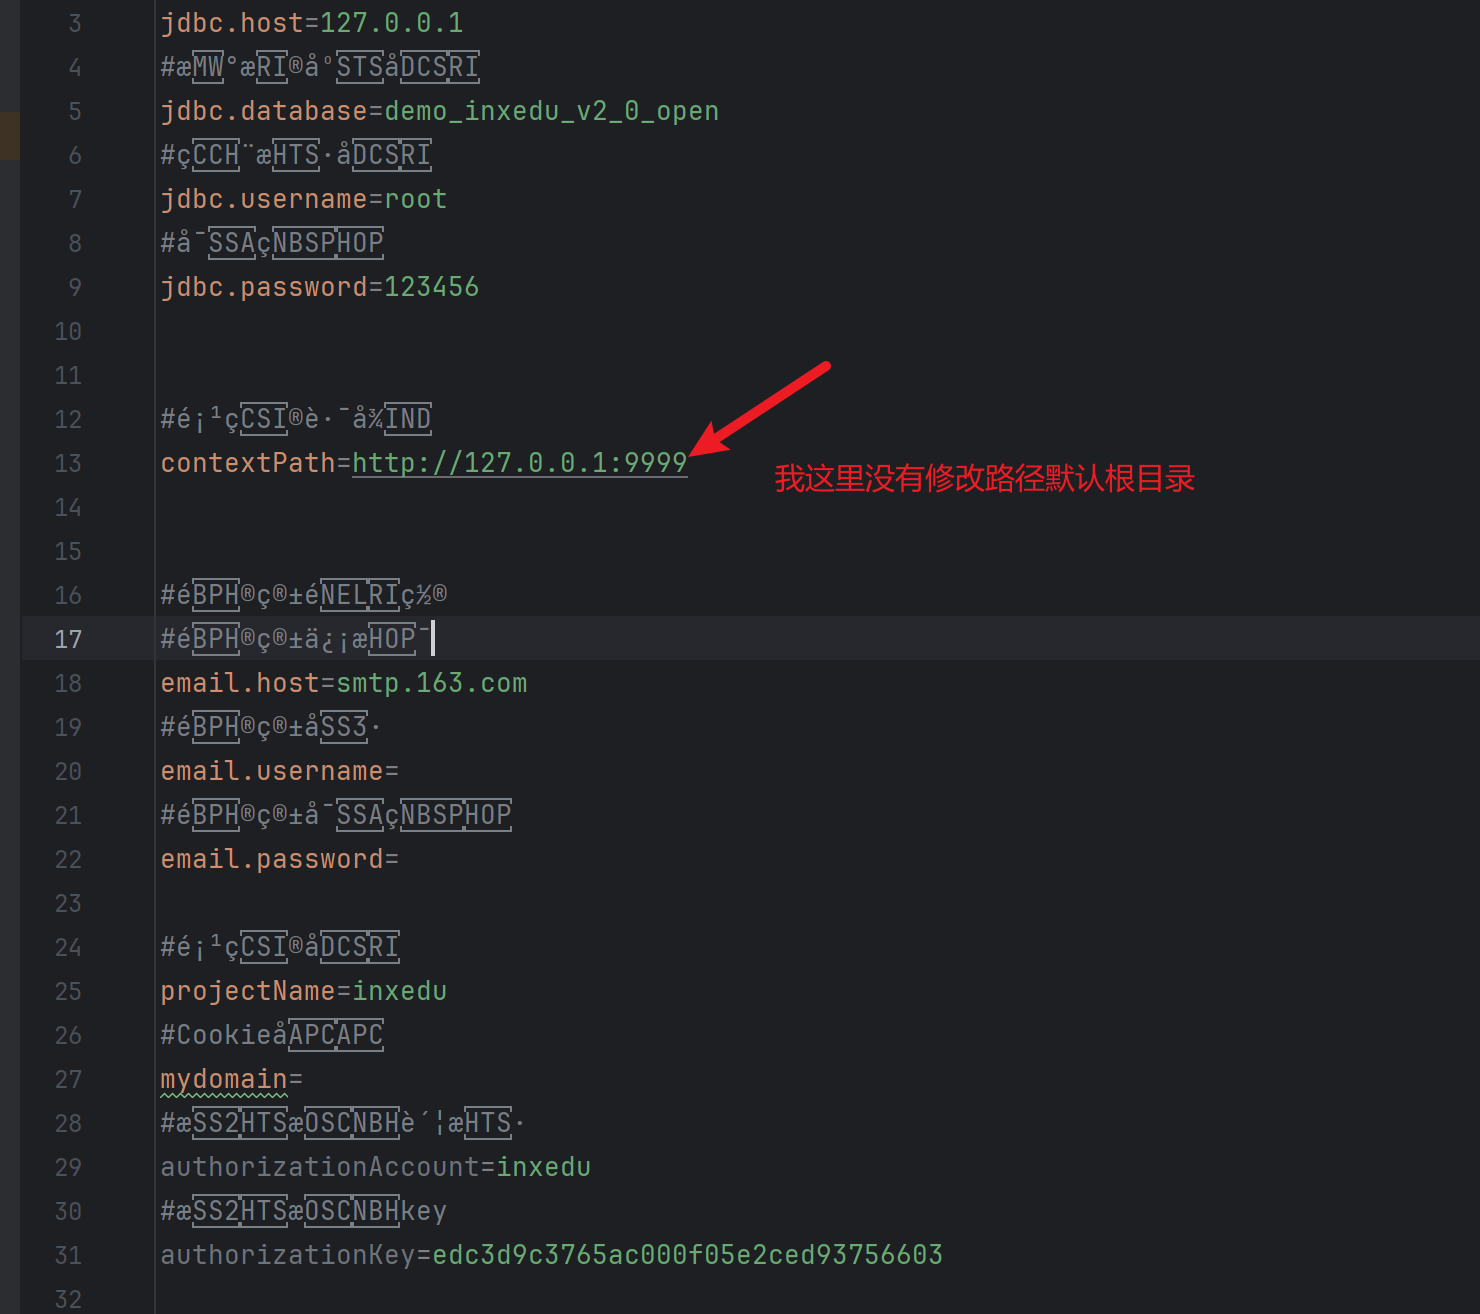 3 jdbc.host=127.0.0.1
4 #æMW°æRI®åºSTSåDCSRI
5 jdbc.database=demo_inxedu_v2_0_open
6 #çCCH¨æHTS·åDCSRI
7 jdbc.username=root
8 #å¯SSAçNBSPHOP
9 jdbc.password=123456
10
11
12 #é¡¹çCSI®è·¯å¾IND
13 contextPath=http://127.0.0.1:9999
我这里没有修改路径默认根目录
14
15
16 #éBPH®ç®±éNELRIç½®
17 #éBPH®ç®±ä¿¡æHOP¯
18 email.host=smtp.163.com
19 #éBPH®ç®±åSS3·
20 email.username=
21 #éBPH®ç®±å¯SSAçNBSPHOP
22 email.password=
23
24 #é¡¹çCSI®åDCSRI
25 projectName=inxedu
26 #CookieåAPCAPC
27 mydomain=
28 #æSS2HTSæOSCNBHè´¦æHTS·
29 authorizationAccount=inxedu
30 #æSS2HTSæOSCNBHkey
31 authorizationKey=edc3d9c3765ac000f05e2ced93756603
32